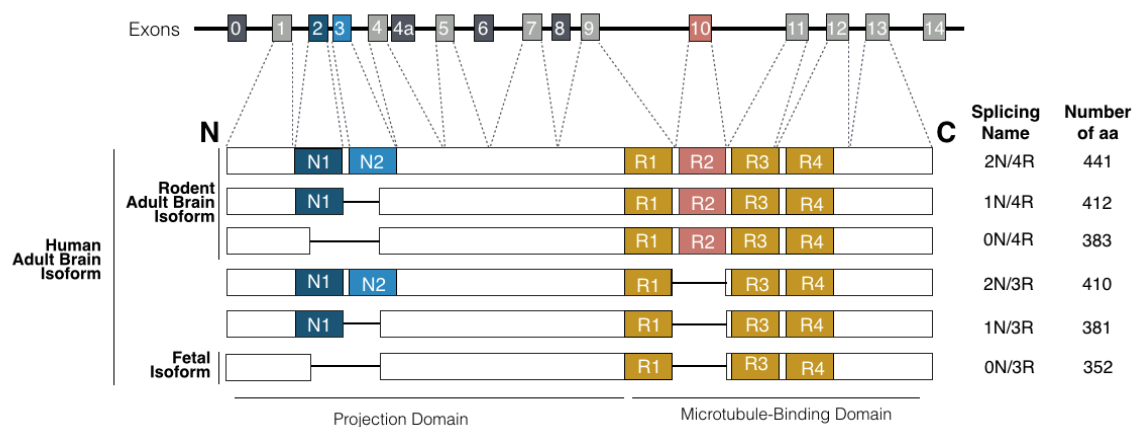 Exons 0 1 2 3 4 4a 5 6 7 8 9 10 11 12 13 14
N C
Splicing Name
Number of aa
Human Adult Brain Isoform
Rodent Adult Brain Isoform
N1 N2 R1 R2 R3 R4 2N/4R 441
N1 R1 R2 R3 R4 1N/4R 412
R1 R2 R3 R4 0N/4R 383
N1 N2 R1 R3 R4 2N/3R 410
N1 R1 R3 R4 1N/3R 381
Fetal Isoform
R1 R3 R4 0N/3R 352
Projection Domain
Microtubule-Binding Domain